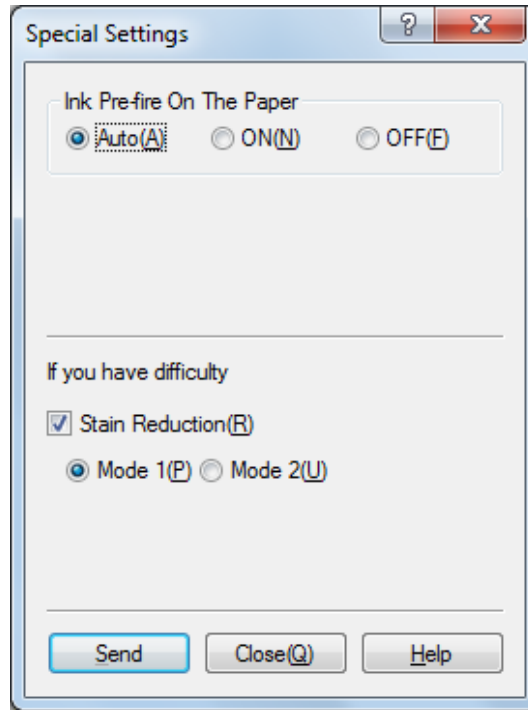 Special Settings
Ink Pre-fire On The Paper
Auto(A) ON(N) OFF(F)
If you have difficulty
Stain Reduction(R)
Mode 1(P) Mode 2(U)
Send Close(Q) Help